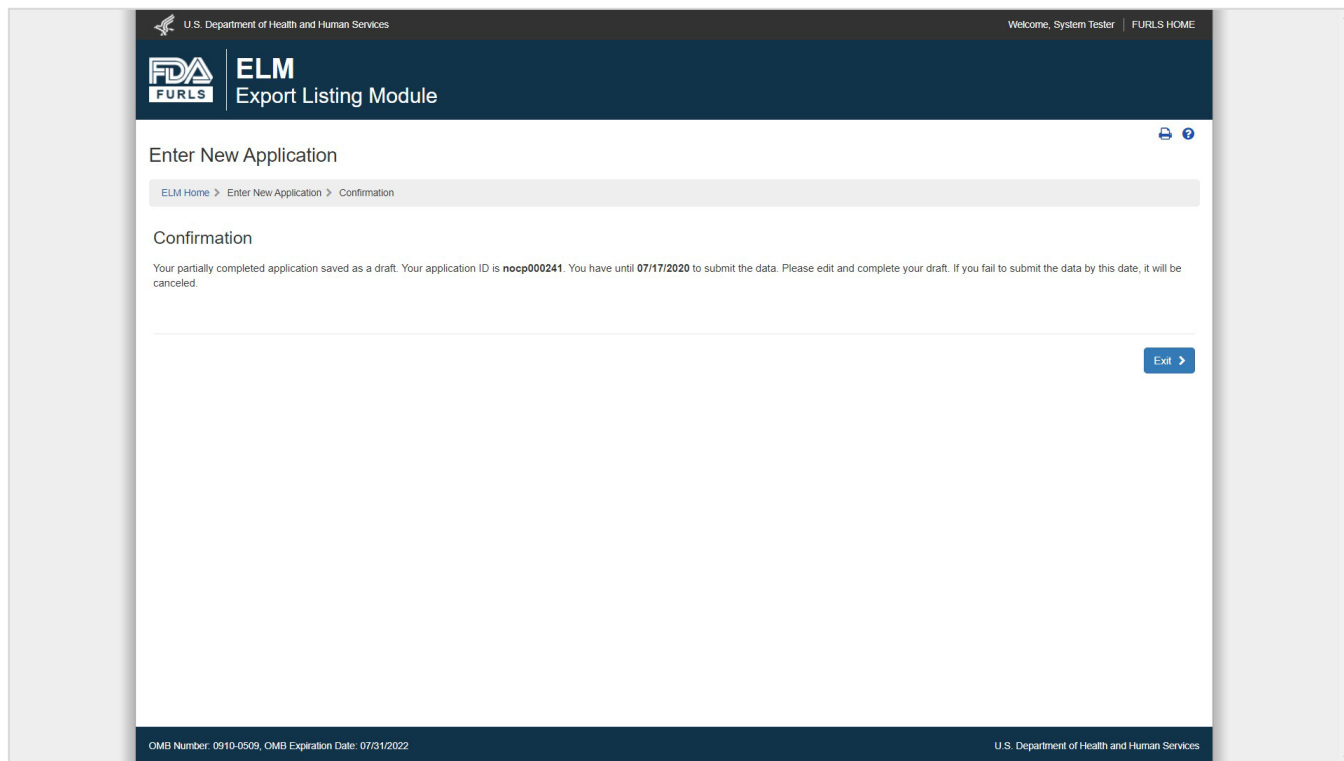 U.S. Department of Health and Human Services
Welcome, System Tester | FURLS HOME
FDA
FURLS
ELM
Export Listing Module
Enter New Application
ELM Home > Enter New Application > Confirmation
Confirmation
Your partially completed application saved as a draft. Your application ID is nocp000241. You have until 07/17/2020 to submit the data. Please edit and complete your draft. If you fail to submit the data by this date, it will be
canceled.
Exit >
OMB Number: 0910-0509, OMB Expiration Date: 07/31/2022
U.S. Department of Health and Human Services